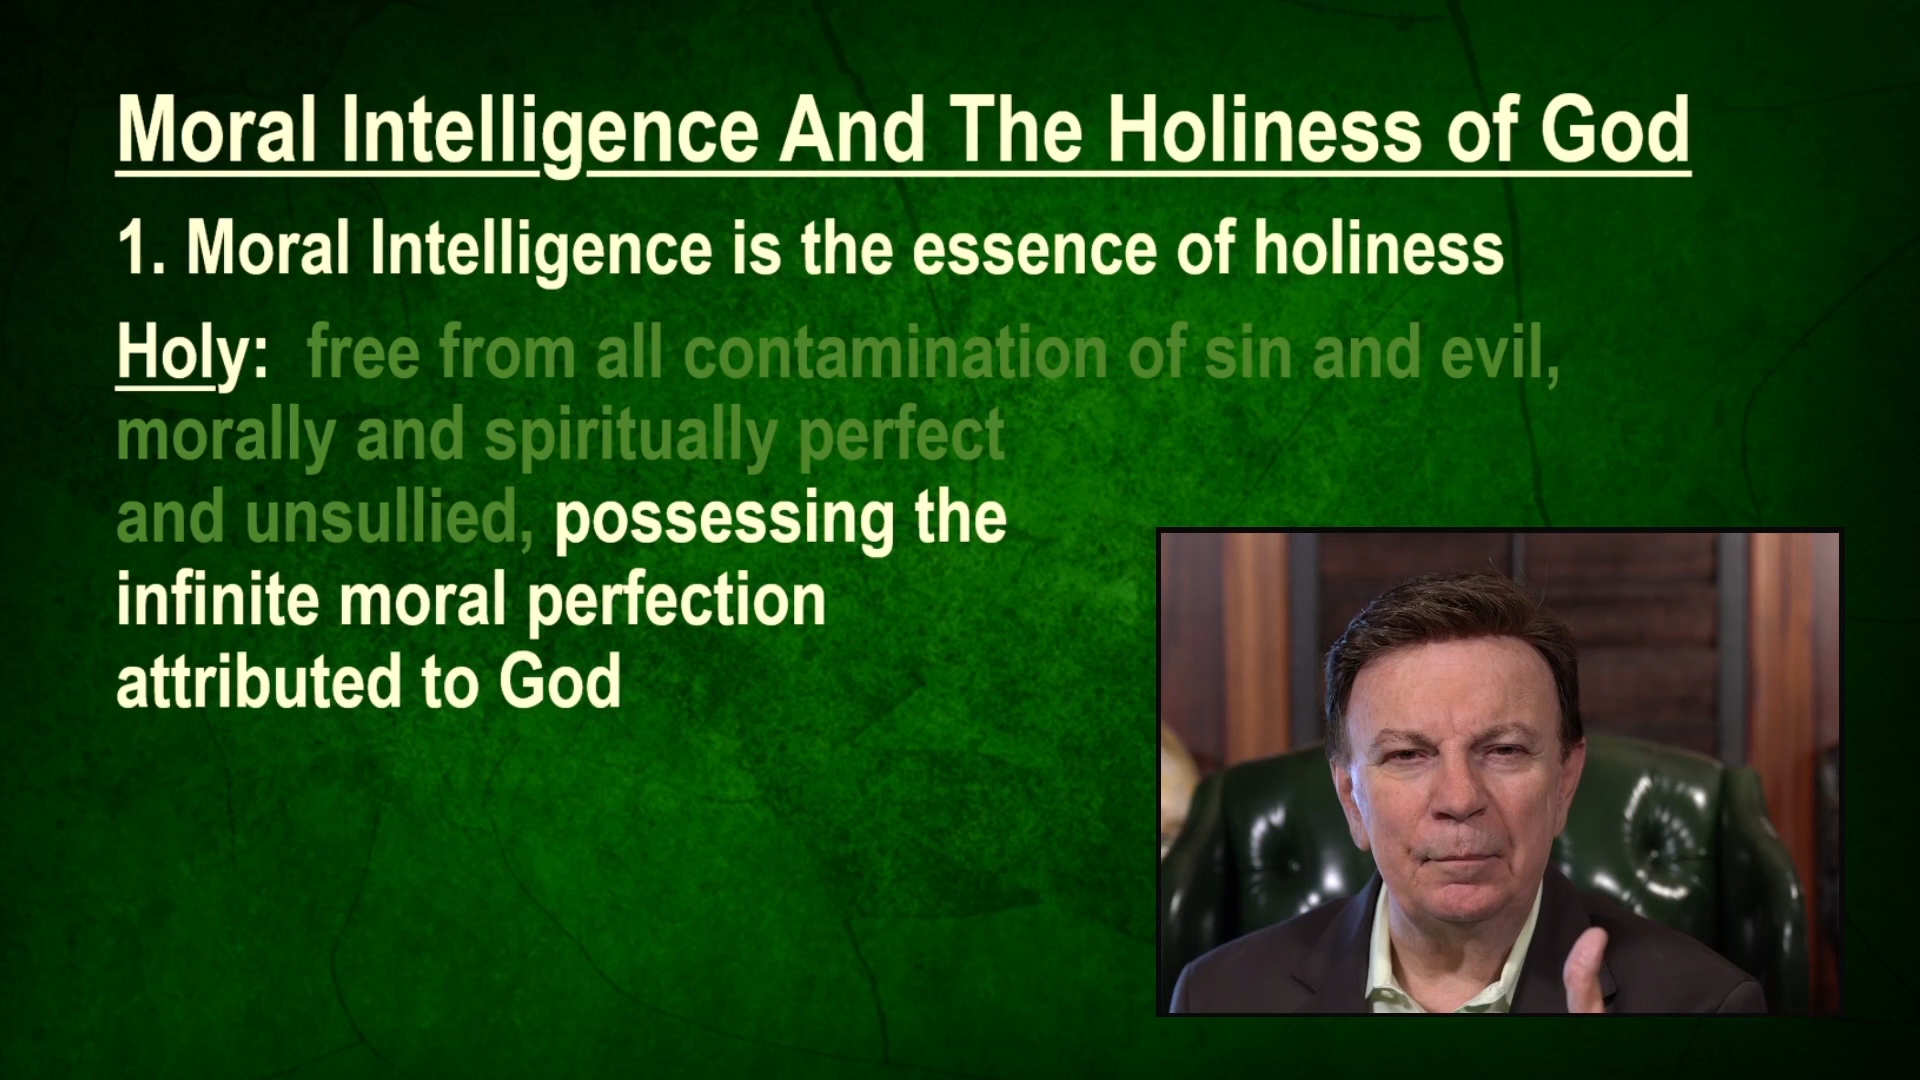 Moral Intelligence And The Holiness of God
1. Moral Intelligence is the essence of holiness
Holy: free from all contamination of sin and evil,
morally and spiritually perfect
and unsullied, possessing the
infinite moral perfection
attributed to God